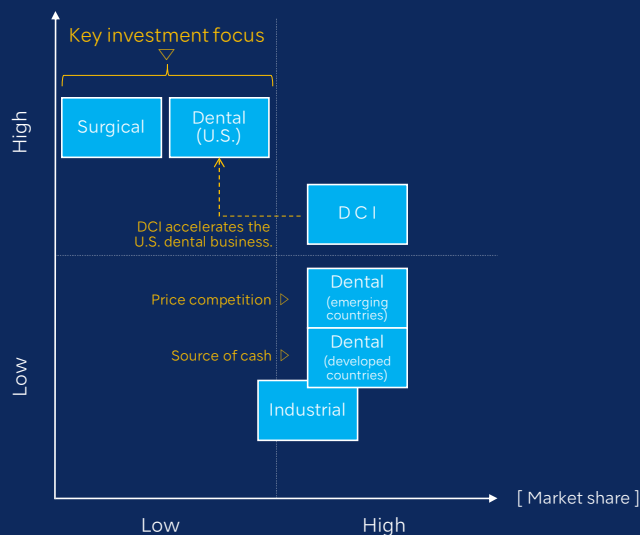 Key investment focus
High
Surgical
Dental
(U.S.)
D C I
DCI accelerates the
U.S. dental business.
Dental
(emerging
countries)
Price competition
Dental
(developed
countries)
Source of cash
Low
Industrial
[ Market share ]
Low
High